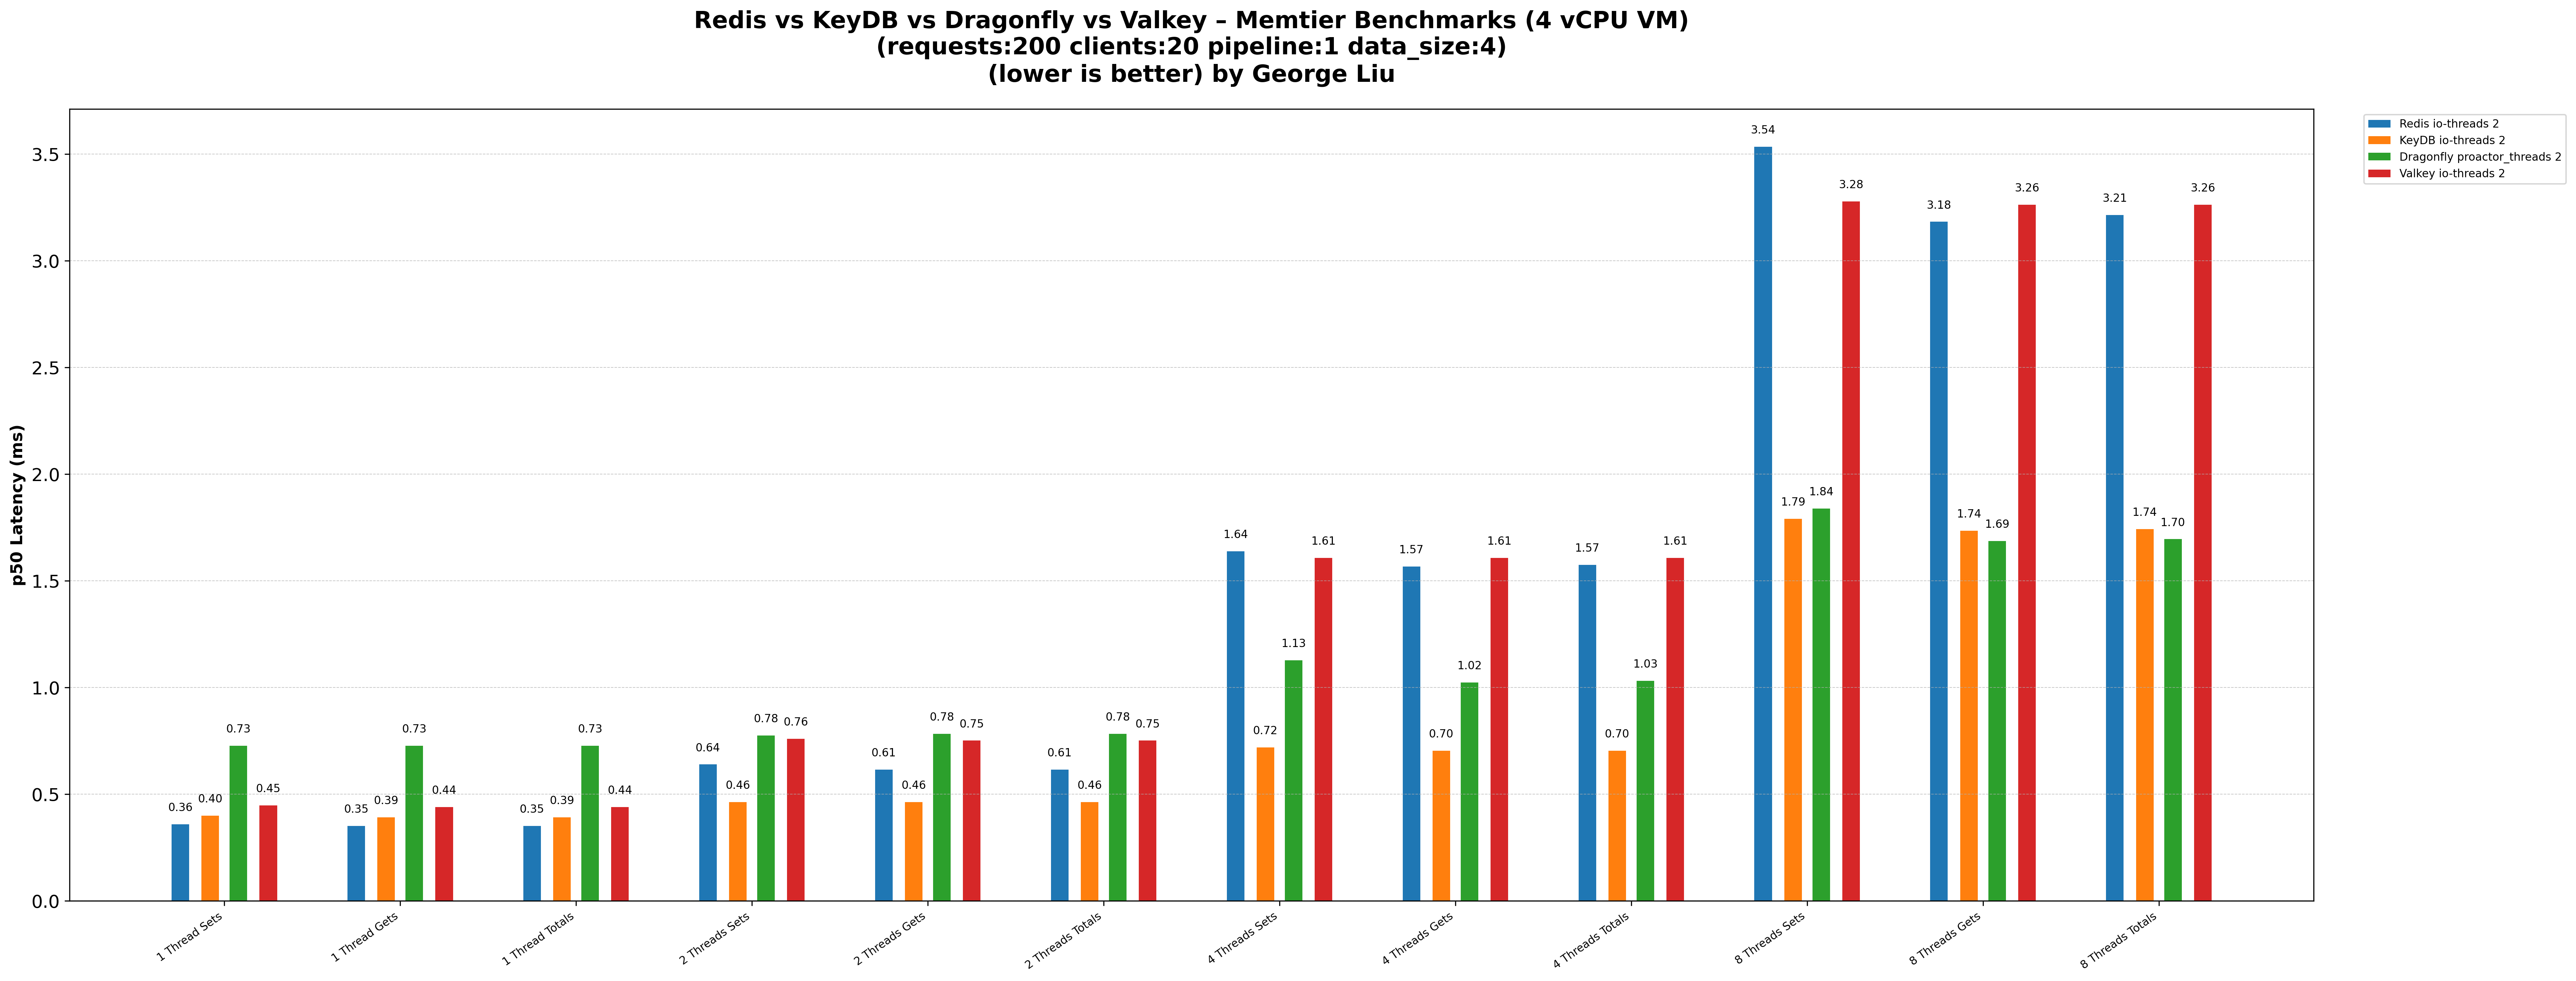 Redis vs KeyDB vs Dragonfly vs Valkey – Memtier Benchmarks (4 vCPU VM)
(requests:200 clients:20 pipeline:1 data_size:4)
(lower is better) by George Liu
p50 Latency (ms)
3.5
3.0
2.5
2.0
1.5
1.0
0.5
0.0
0.36
0.40
0.73
0.45
0.35
0.39
0.73
0.44
0.35
0.39
0.73
0.44
0.64
0.46
0.78
0.76
0.61
0.46
0.78
0.75
0.61
0.46
0.78
0.75
1.64
0.72
1.13
1.61
1.57
0.70
1.02
1.61
1.57
0.70
1.03
1.61
3.54
1.79
1.84
3.28
3.18
1.74
1.69
3.26
3.21
1.74
1.70
3.26
1 Thread Sets
1 Thread Gets
1 Thread Totals
2 Threads Sets
2 Threads Gets
2 Threads Totals
4 Threads Sets
4 Threads Gets
4 Threads Totals
8 Threads Sets
8 Threads Gets
8 Threads Totals
Redis io-threads 2
KeyDB io-threads 2
Dragonfly proactor_threads 2
Valkey io-threads 2